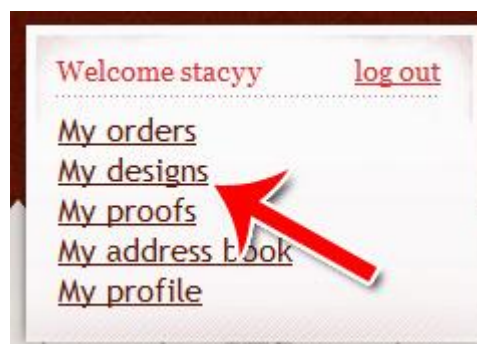 Welcome stacyy log out
My orders
My designs
My proofs
My address book
My profile